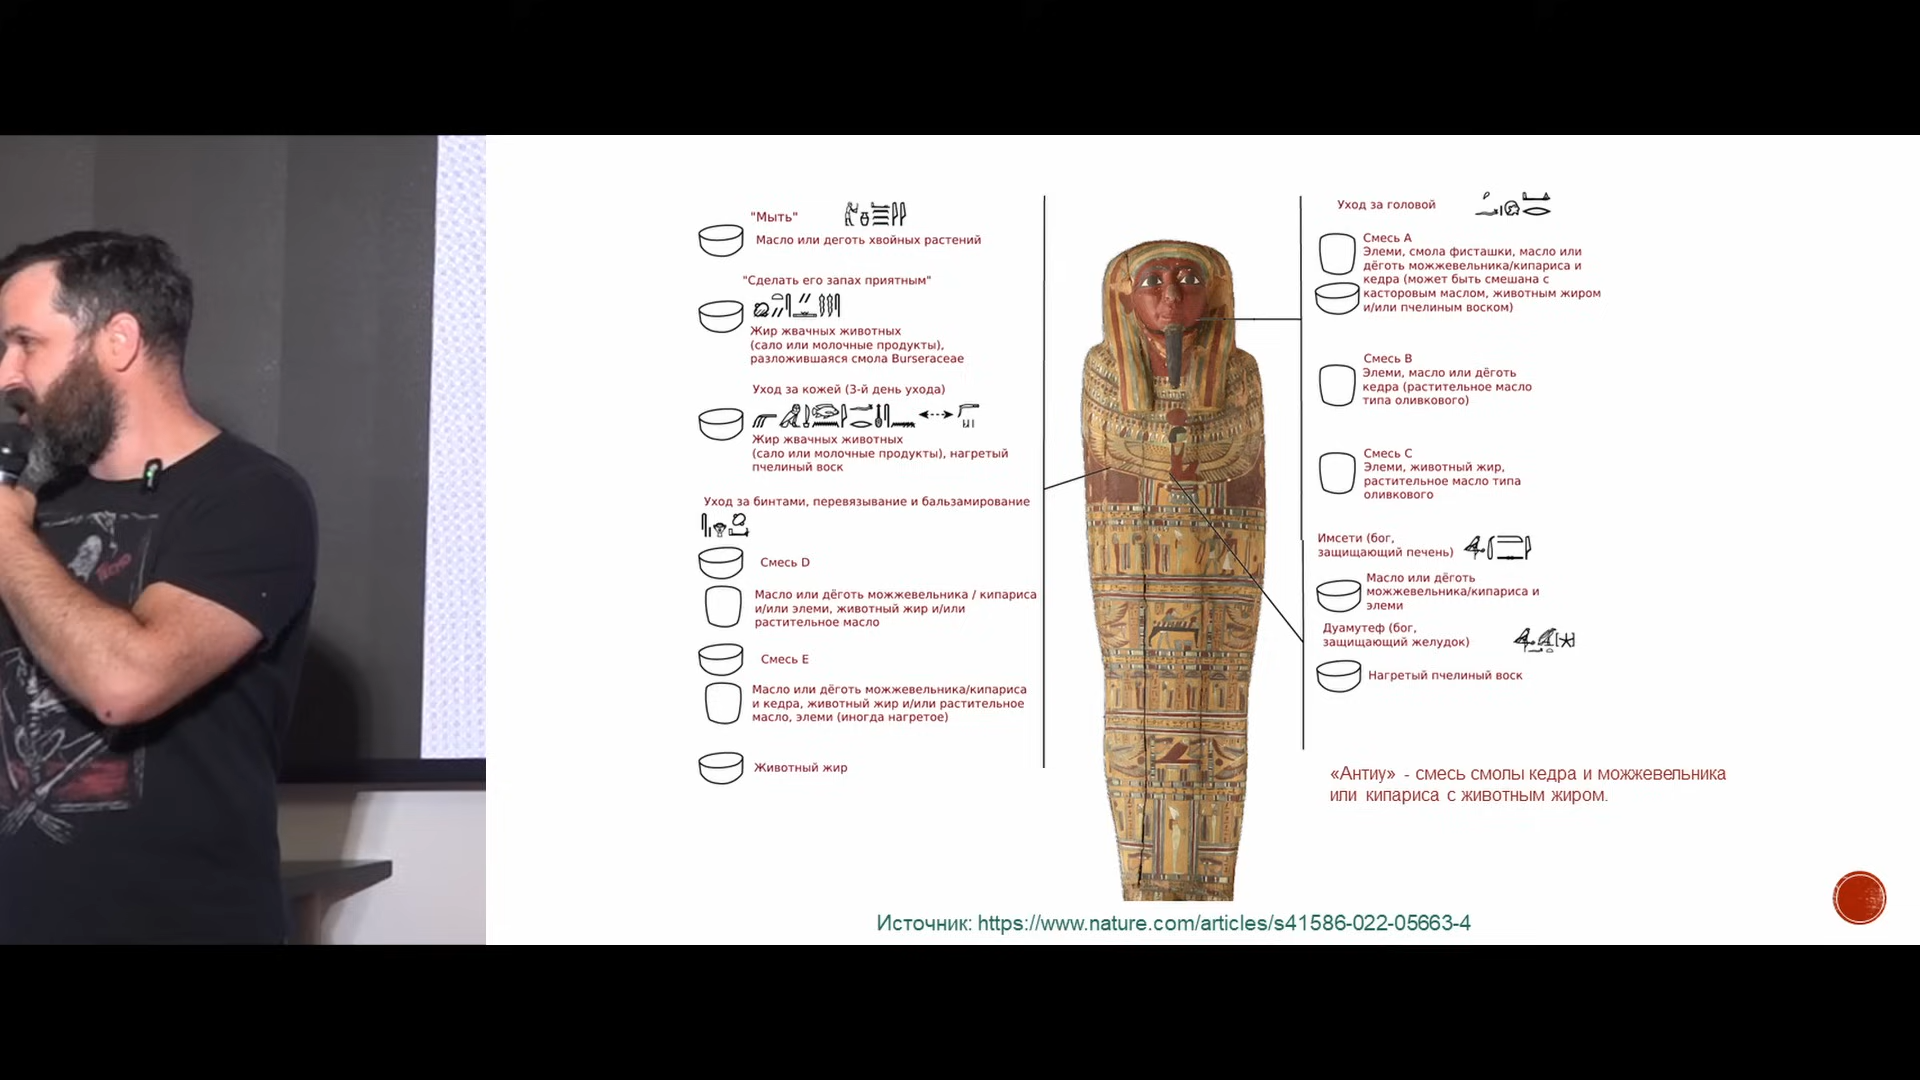 "Мыть"
Масло или деготь хвойных растений
"Сделать его запах приятным"
Жир жвачных животных
(сало или молочные продукты),
разложившаяся смола Burseraceae
Уход за кожей (3-й день ухода)
Жир жвачных животных
(сало или молочные продукты), нагретый
пчелиный воск
Уход за бинтами, перевязывание и бальзамирование
Смесь D
Масло или дёготь можжевельника / кипариса
и/или элеми, животный жир и/или
растительное масло
Смесь E
Масло или дёготь можжевельника/кипариса
и кедра, животный жир и/или растительное
масло, элеми (иногда нагретое)
Животный жир
Уход за головой
Смесь A
Элеми, смола фисташки, масло или
дёготь можжевельника/кипариса и
кедра (может быть смешана с
касторовым маслом, животным жиром
и/или пчелиным воском)
Смесь B
Элеми, масло или дёготь
кедра (растительное масло
типа оливкового)
Смесь C
Элеми, животный жир,
растительное масло типа
оливкового
Имсети (бог,
защищающий печень)
Масло или дёготь
можжевельника/кипариса и
элеми
Дуамутеф (бог,
защищающий желудок)
Нагретый пчелиный воск
«Антиу» - смесь смолы кедра и можжевельника
или кипариса с животным жиром.
Источник: https://www.nature.com/articles/s41586-022-05663-4